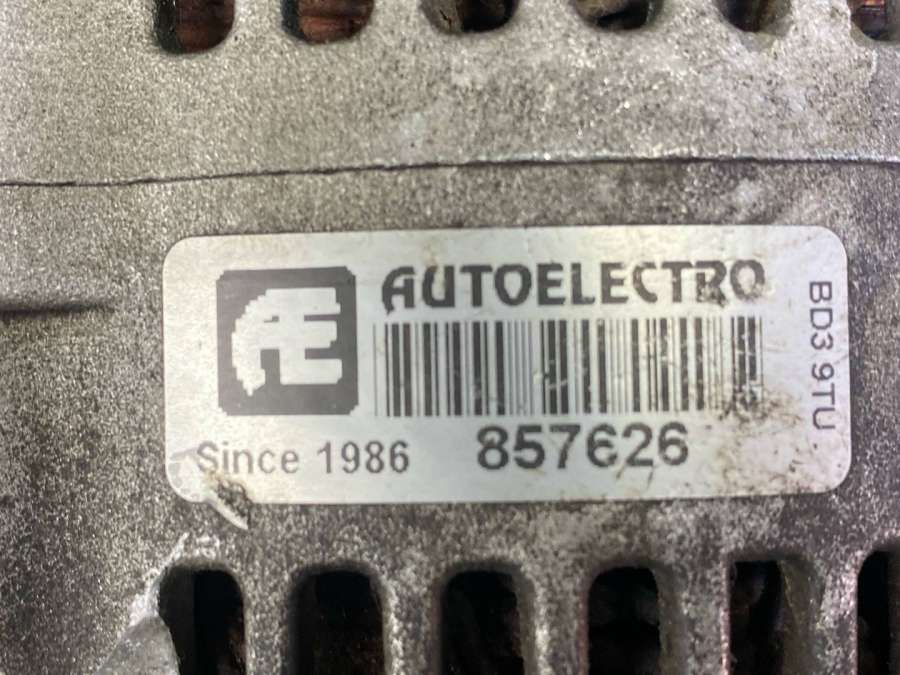 AE
AUTOELECTRO
Since 1986
857626
BD3 9TU